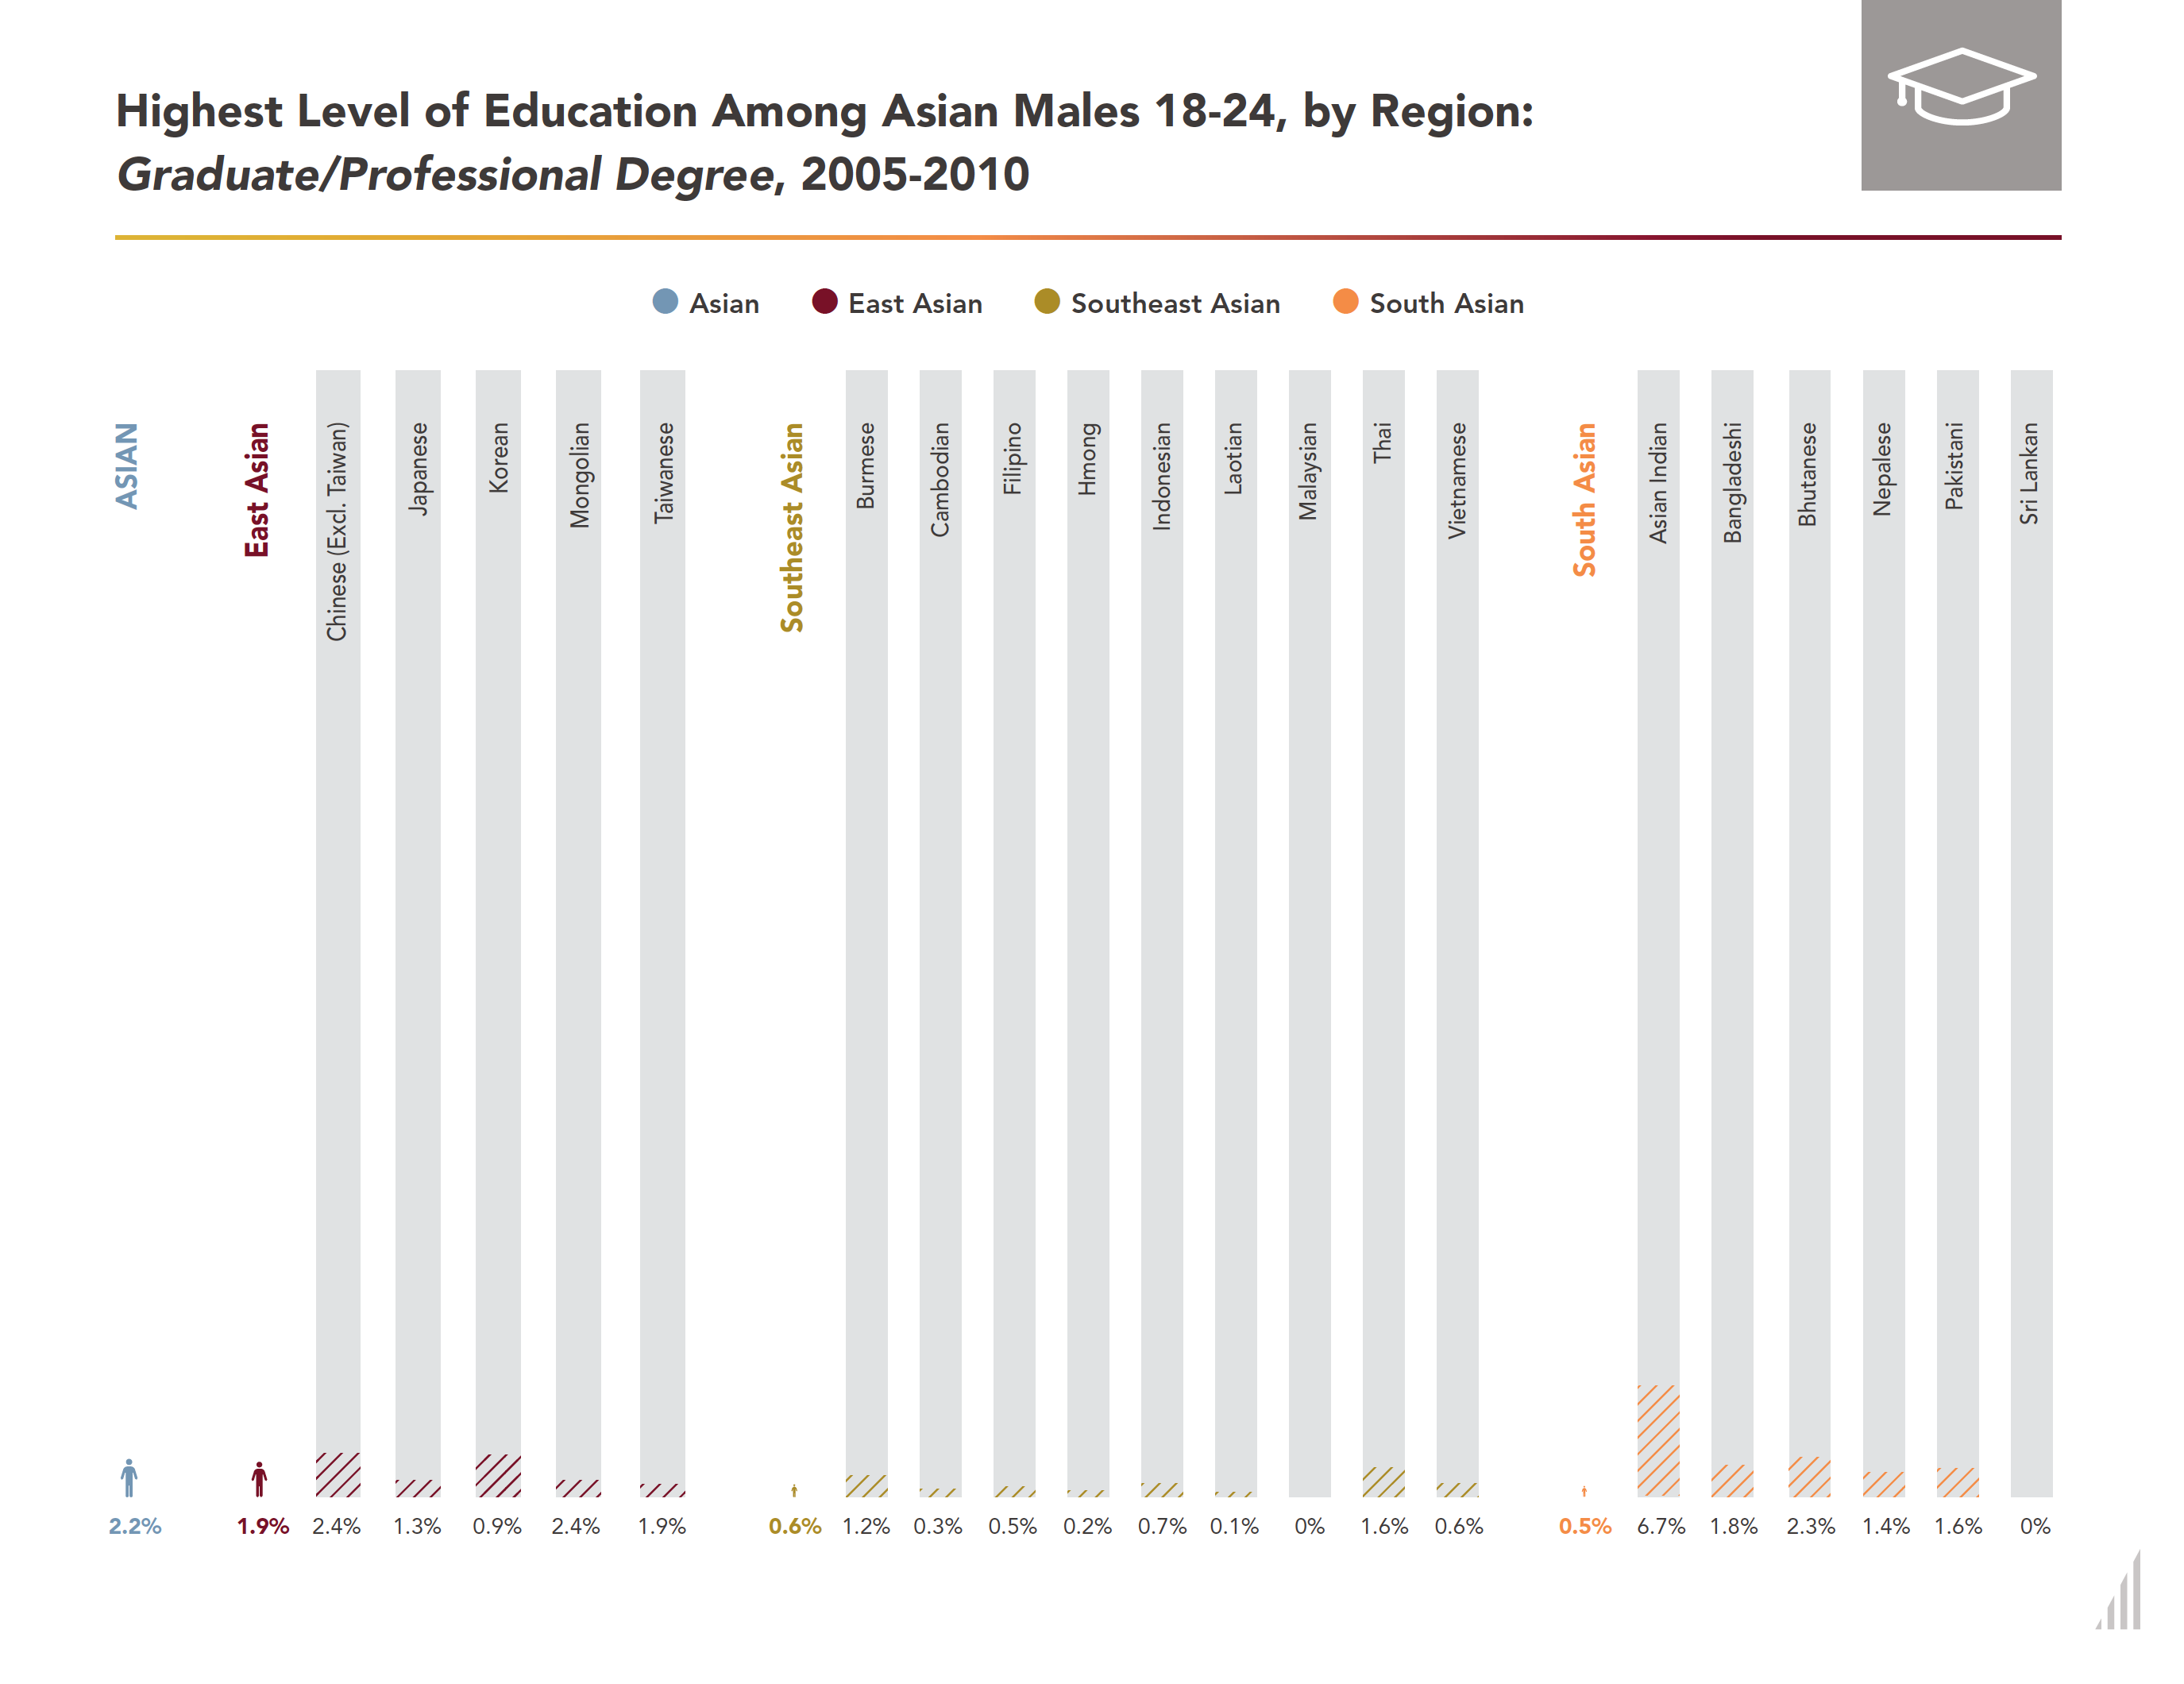 Highest Level of Education Among Asian Males 18-24, by Region:
Graduate/Professional Degree, 2005-2010
Asian
East Asian
Southeast Asian
South Asian
ASIAN
East Asian
Chinese (Excl. Taiwan)
Japanese
Korean
Mongolian
Taiwanese
Southeast Asian
Burmese
Cambodian
Filipino
Hmong
Indonesian
Laotian
Malaysian
Thai
Vietnamese
South Asian
Asian Indian
Bangladeshi
Bhutanese
Nepalese
Pakistani
Sri Lankan
2.2%
1.9%
2.4%
1.3%
0.9%
2.4%
1.9%
0.6%
1.2%
0.3%
0.5%
0.2%
0.7%
0.1%
0%
1.6%
0.6%
0.5%
6.7%
1.8%
2.3%
1.4%
1.6%
0%